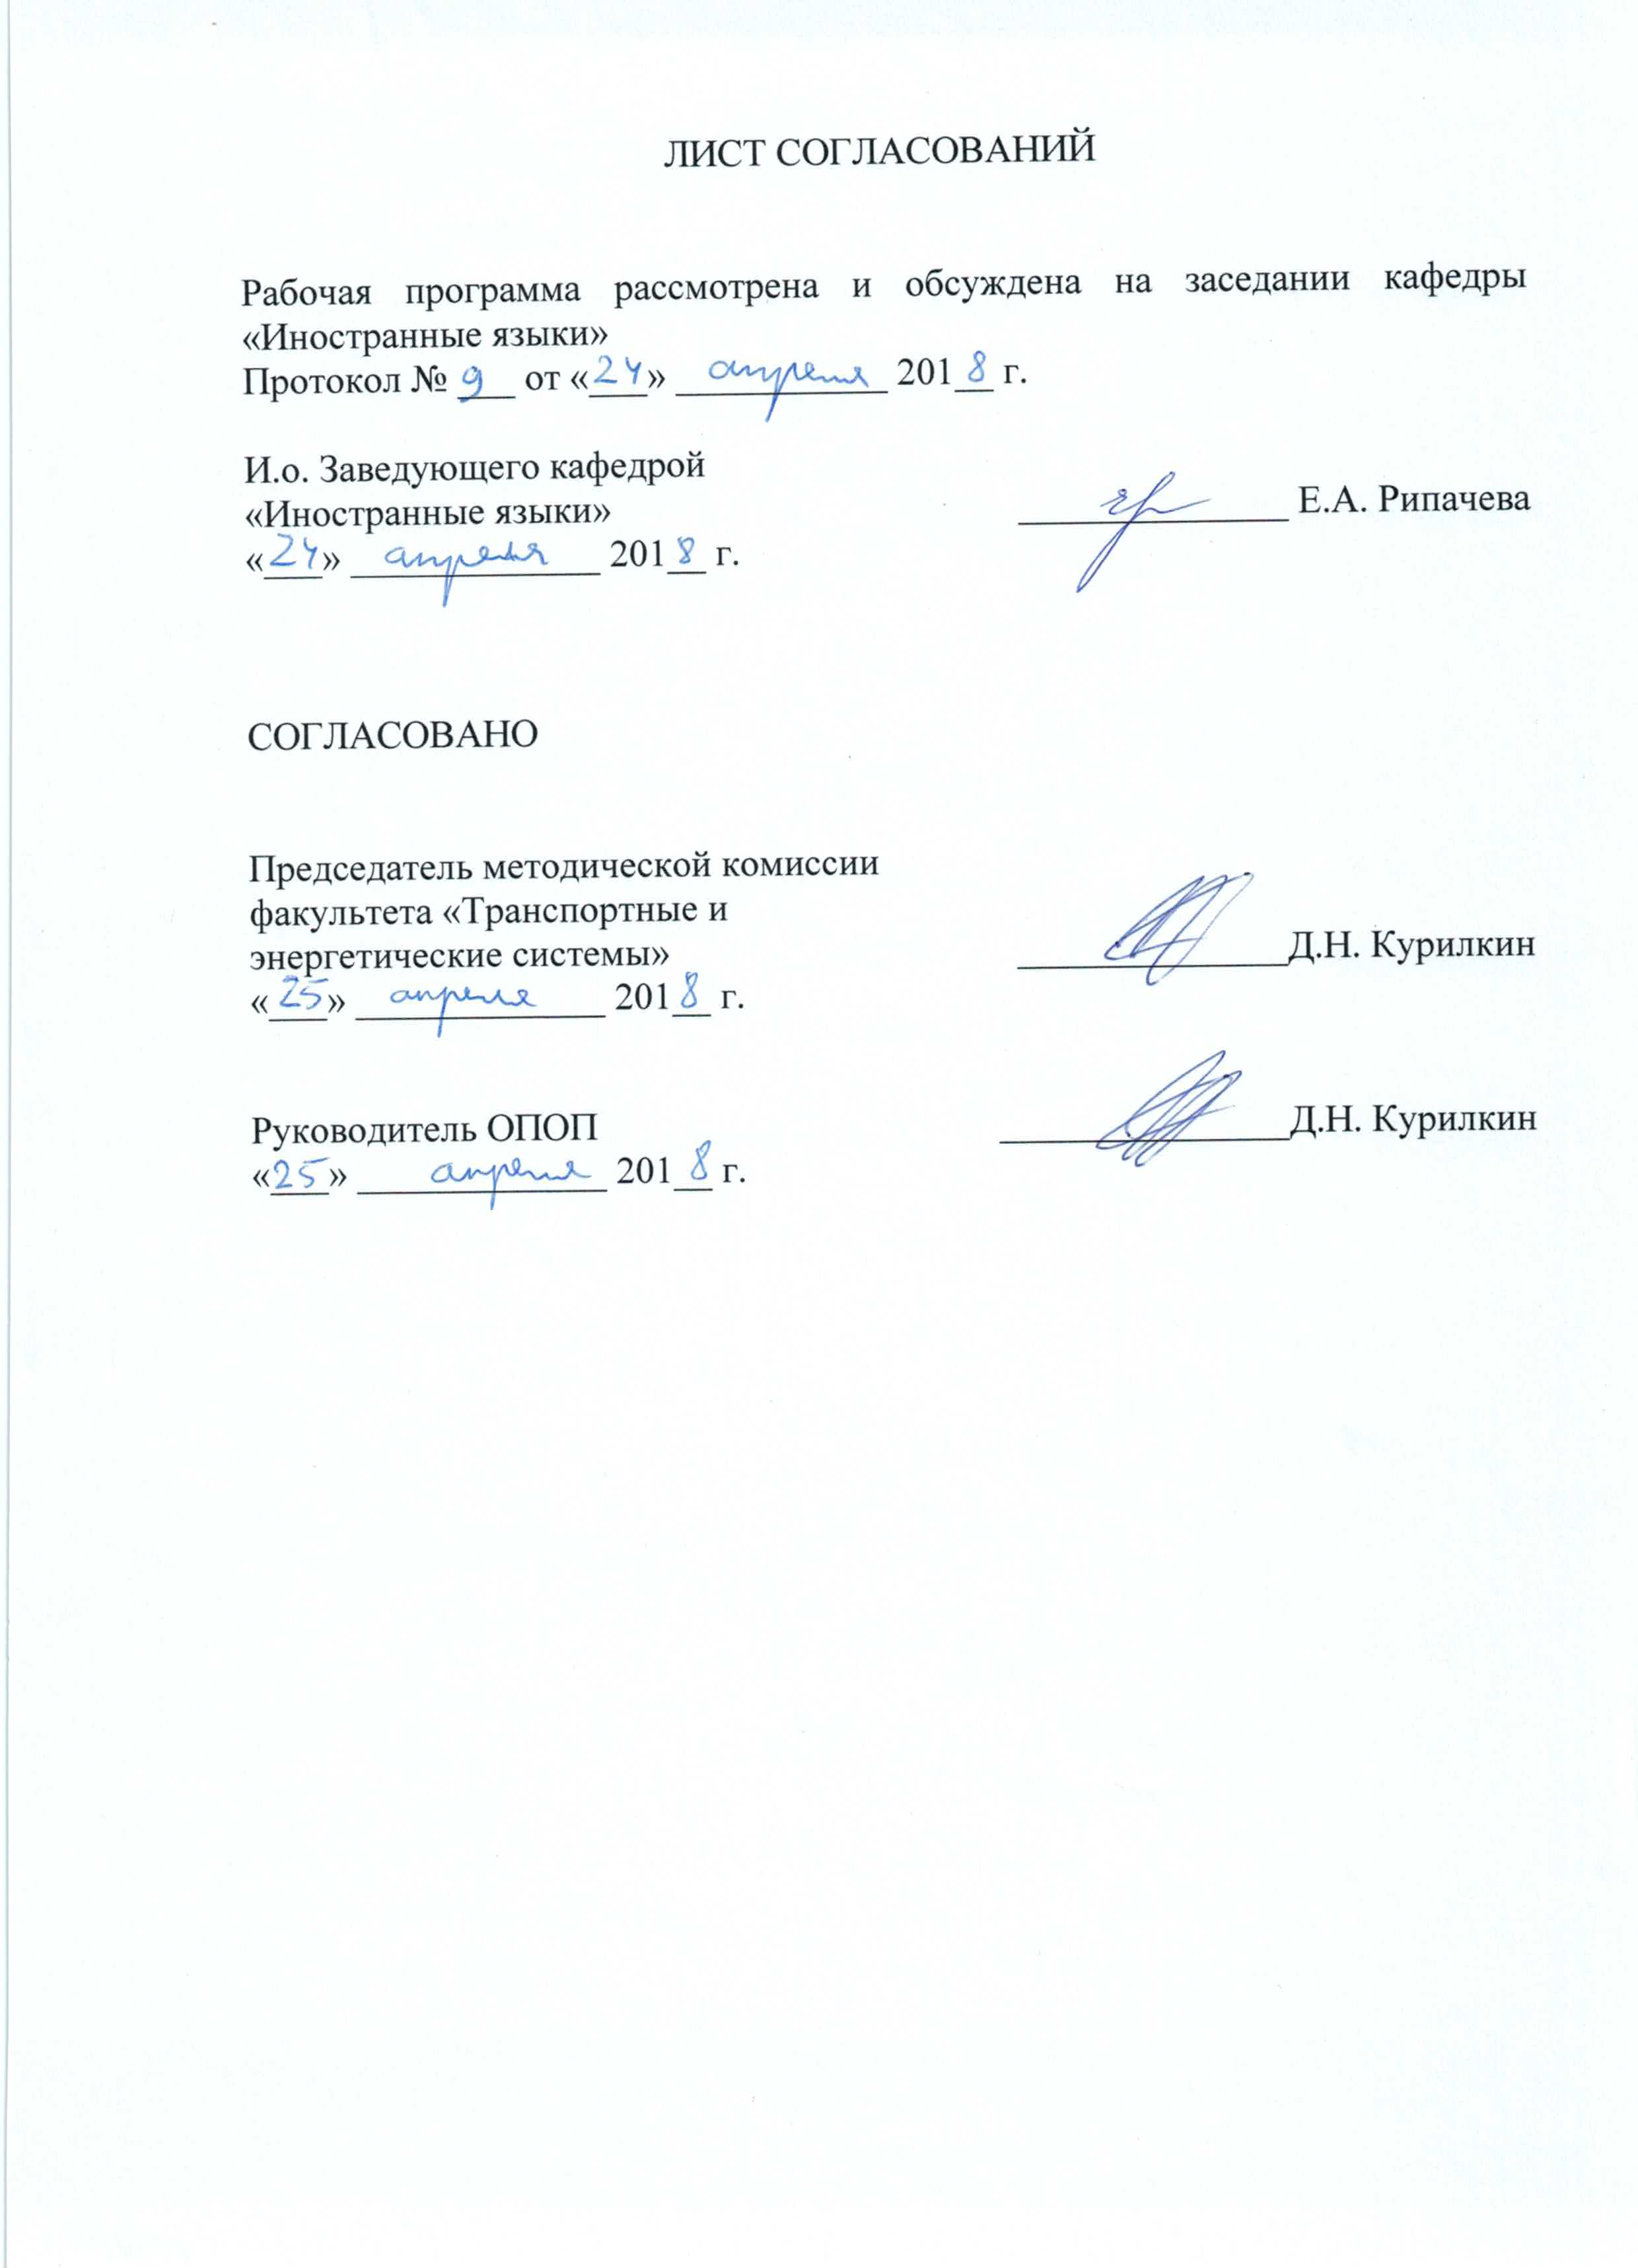 ЛИСТ СОГЛАСОВАНИЙ
Рабочая программа рассмотрена и обсуждена на заседании кафедры
«Иностранные языки»
Протокол № 9 от «24» апреля 2018 г.
И.о. Заведующего кафедрой
«Иностранные языки» Е.А. Рипачева
«24» апреля 2018 г.
СОГЛАСОВАНО
Председатель методической комиссии
факультета «Транспортные и
энергетические системы» Д.Н. Курилкин
«25» апреля 2018 г.
Руководитель ОПОП Д.Н. Курилкин
«25» апреля 2018 г.